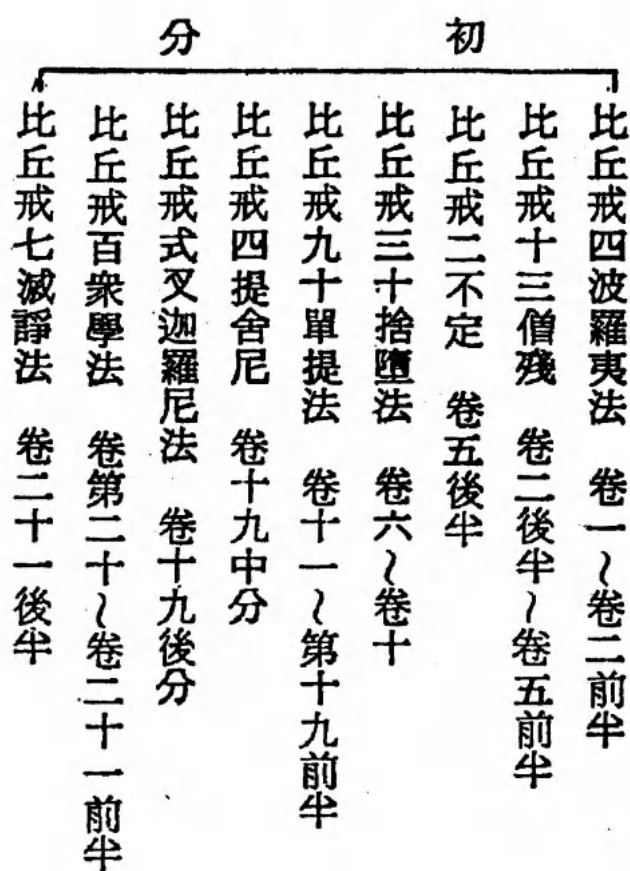 初分
比丘戒四波羅夷法　卷一～卷二前半
比丘戒十三僧殘　卷二後半～卷五前半
比丘戒二不定　卷五後半
比丘戒三十捨墮法　卷六～卷十
比丘戒九十單提法　卷十一～第十九前半
比丘戒四提舍尼　卷十九中分
比丘戒式叉迦羅尼法　卷十九後分
比丘戒百衆學法　卷第二十～卷二十一前半
比丘戒七滅諍法　卷二十一後半